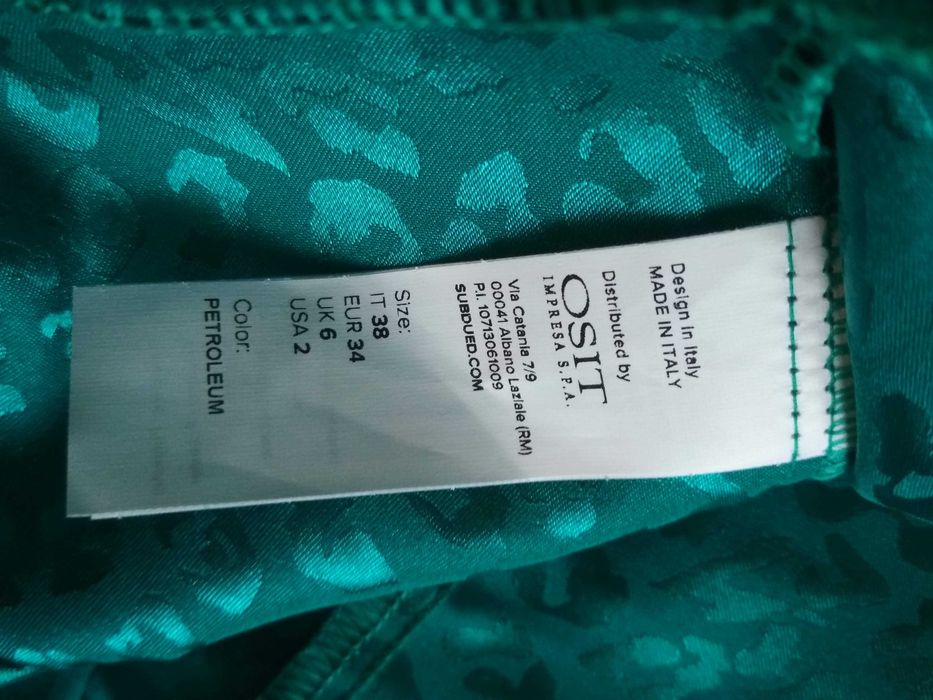 Design in Italy
MADE IN ITALY
Distributed by
OSIT
IMPRESA S.P.A.
Via Catania 7/9
00041 Albano Laziale (RM)
P.I. 10713061009
SUBDUED.COM
Size:
IT 38
EUR 34
UK 6
USA 2
Color:
PETROLEUM